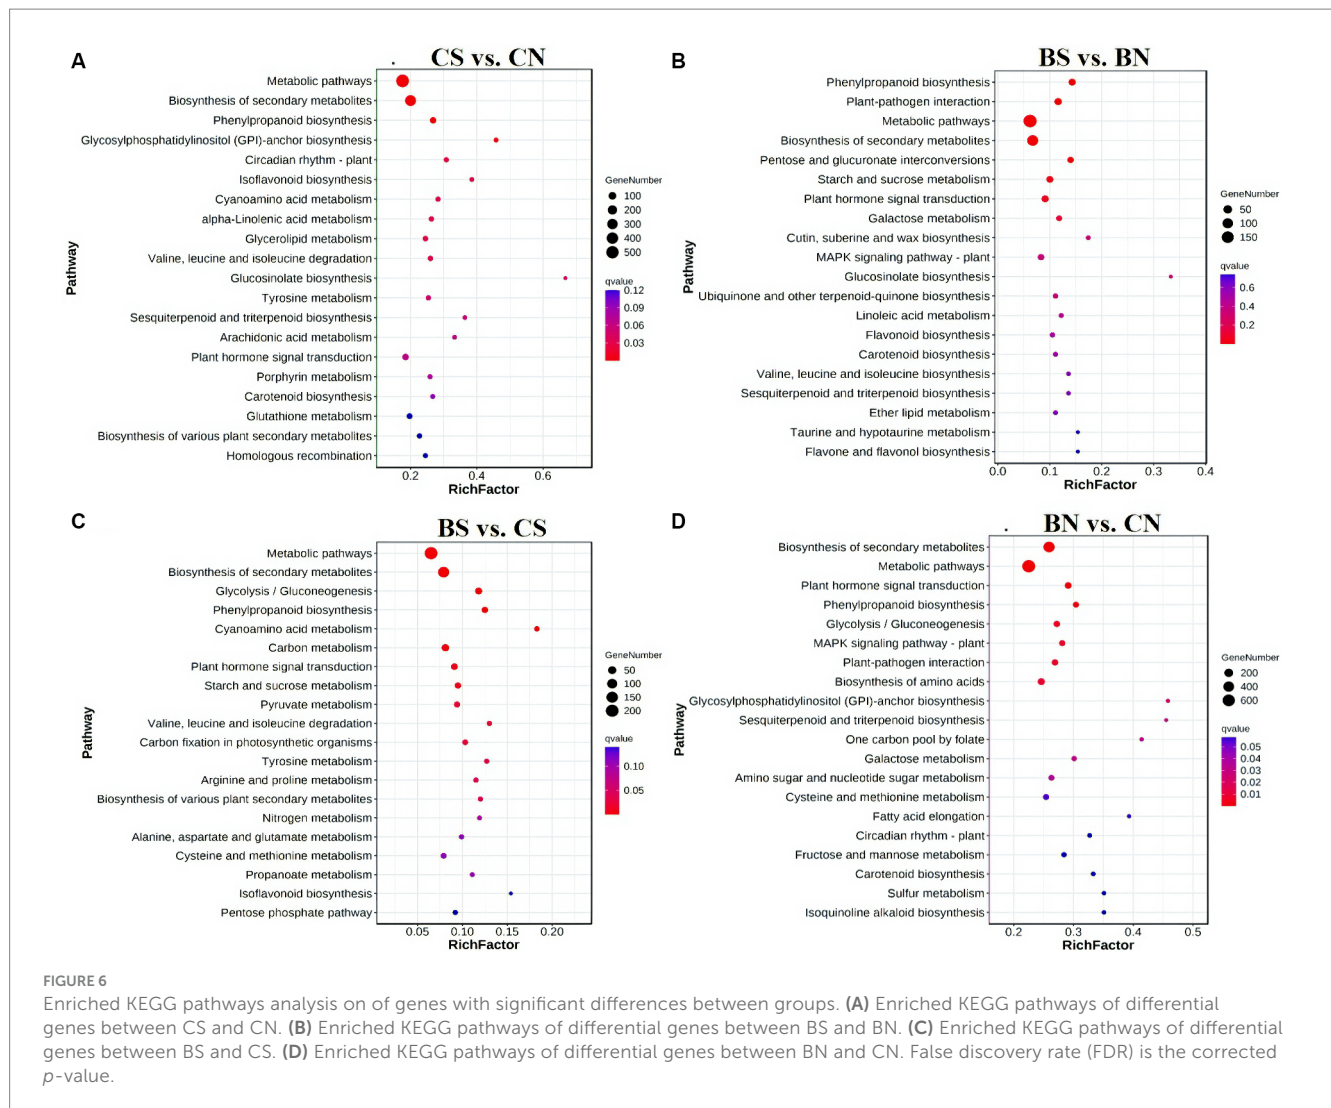 A
CS vs. CN
Metabolic pathways
Biosynthesis of secondary metabolites
Phenylpropanoid biosynthesis
Glycosylphosphatidylinositol (GPI)-anchor biosynthesis
Circadian rhythm - plant
Isoflavonoid biosynthesis
Cyanoamino acid metabolism
alpha-Linolenic acid metabolism
Glycerolipid metabolism
Valine, leucine and isoleucine degradation
Glucosinolate biosynthesis
Tyrosine metabolism
Sesquiterpenoid and triterpenoid biosynthesis
Arachidonic acid metabolism
Plant hormone signal transduction
Porphyrin metabolism
Carotenoid biosynthesis
Glutathione metabolism
Biosynthesis of various plant secondary metabolites
Homologous recombination
Pathway
0.2 0.4 0.6
RichFactor
GeneNumber
100
200
300
400
500
qvalue
0.12
0.09
0.06
0.03
B
BS vs. BN
Phenylpropanoid biosynthesis
Plant-pathogen interaction
Metabolic pathways
Biosynthesis of secondary metabolites
Pentose and glucuronate interconversions
Starch and sucrose metabolism
Plant hormone signal transduction
Galactose metabolism
Cutin, suberine and wax biosynthesis
MAPK signaling pathway - plant
Glucosinolate biosynthesis
Ubiquinone and other terpenoid-quinone biosynthesis
Linoleic acid metabolism
Flavonoid biosynthesis
Carotenoid biosynthesis
Valine, leucine and isoleucine biosynthesis
Sesquiterpenoid and triterpenoid biosynthesis
Ether lipid metabolism
Taurine and hypotaurine metabolism
Flavone and flavonol biosynthesis
Pathway
0.0 0.1 0.2 0.3 0.4
RichFactor
GeneNumber
50
100
150
qvalue
0.6
0.4
0.2
C
BS vs. CS
Metabolic pathways
Biosynthesis of secondary metabolites
Glycolysis / Gluconeogenesis
Phenylpropanoid biosynthesis
Cyanoamino acid metabolism
Carbon metabolism
Plant hormone signal transduction
Starch and sucrose metabolism
Pyruvate metabolism
Valine, leucine and isoleucine degradation
Carbon fixation in photosynthetic organisms
Tyrosine metabolism
Arginine and proline metabolism
Biosynthesis of various plant secondary metabolites
Nitrogen metabolism
Alanine, aspartate and glutamate metabolism
Cysteine and methionine metabolism
Propanoate metabolism
Isoflavonoid biosynthesis
Pentose phosphate pathway
Pathway
0.05 0.10 0.15 0.20
RichFactor
GeneNumber
50
100
150
200
qvalue
0.10
0.05
D
BN vs. CN
Biosynthesis of secondary metabolites
Metabolic pathways
Plant hormone signal transduction
Phenylpropanoid biosynthesis
Glycolysis / Gluconeogenesis
MAPK signaling pathway - plant
Plant-pathogen interaction
Biosynthesis of amino acids
Glycosylphosphatidylinositol (GPI)-anchor biosynthesis
Sesquiterpenoid and triterpenoid biosynthesis
One carbon pool by folate
Galactose metabolism
Amino sugar and nucleotide sugar metabolism
Cysteine and methionine metabolism
Fatty acid elongation
Circadian rhythm - plant
Fructose and mannose metabolism
Carotenoid biosynthesis
Sulfur metabolism
Isoquinoline alkaloid biosynthesis
Pathway
0.2 0.3 0.4 0.5
RichFactor
GeneNumber
200
400
600
qvalue
0.05
0.04
0.03
0.02
0.01
FIGURE 6
Enriched KEGG pathways analysis on of genes with significant differences between groups. (A) Enriched KEGG pathways of differential
genes between CS and CN. (B) Enriched KEGG pathways of differential genes between BS and BN. (C) Enriched KEGG pathways of differential
genes between BS and CS. (D) Enriched KEGG pathways of differential genes between BN and CN. False discovery rate (FDR) is the corrected
p-value.